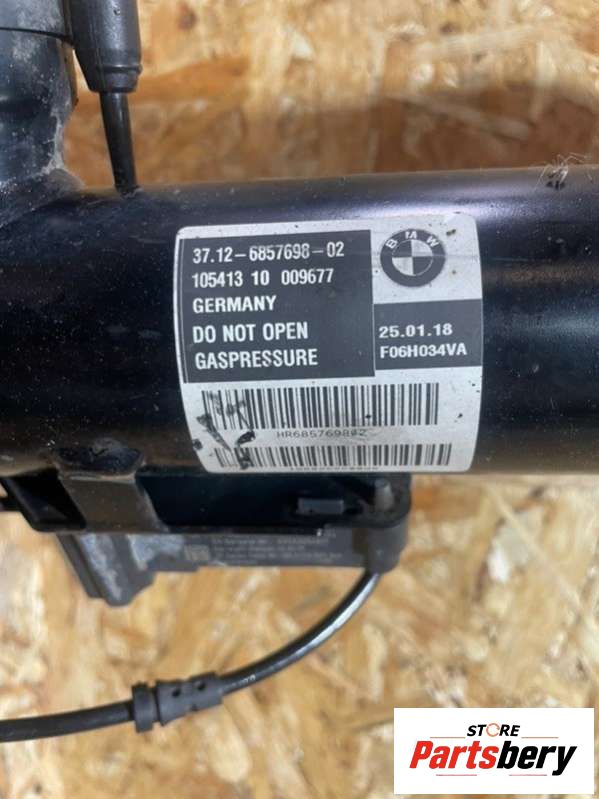 37.12-6857698-02
105413 10 009677
GERMANY
DO NOT OPEN
GASPRESSURE
BMW
25.01.18
F06H034VA
STORE
Partsbery